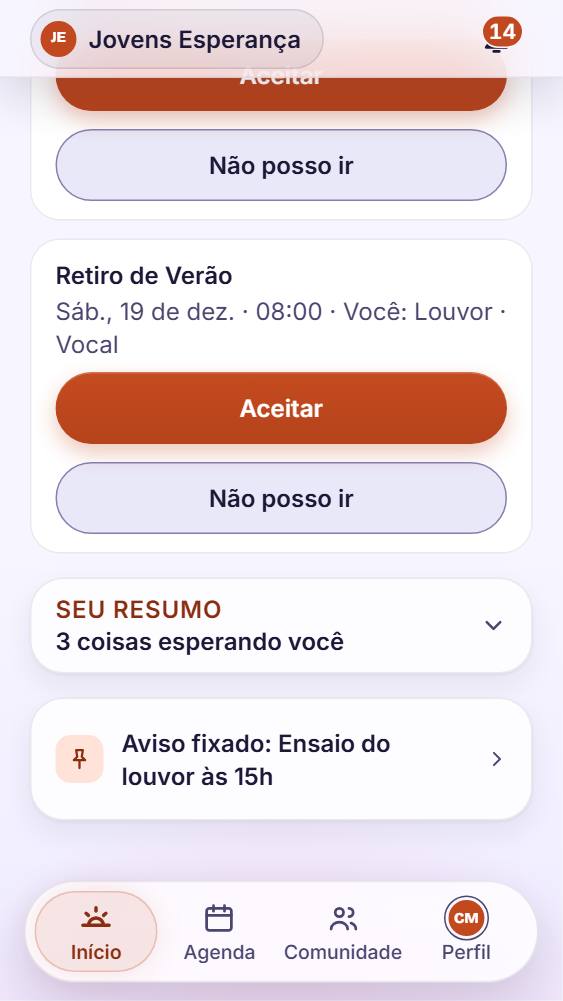 JE Jovens Esperança
14
Aceitar
Não posso ir
Retiro de Verão
Sáb., 19 de dez. · 08:00 · Você: Louvor ·
Vocal
Aceitar
Não posso ir
SEU RESUMO
3 coisas esperando você
Aviso fixado: Ensaio do
louvor às 15h
CM
Início Agenda Comunidade Perfil